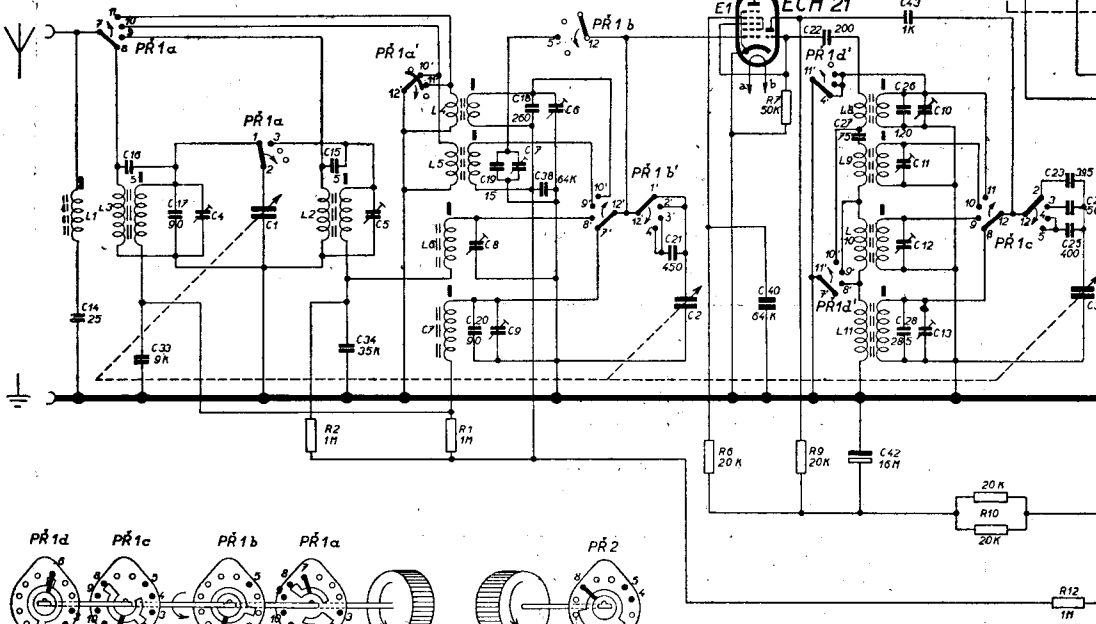 C43
1K
E1
ECH 21
C22 200
PŘ1b
PŘ1a
PŘ1a'
PŘ1d'
PŘ1a
L4
C18
260
C6
L5
C19
15
C38
64K
a
b
R7
50K
L8
C27
75
C26
120
C10
L9
C11
C23 395
C16
5
C15
5
PŘ1b'
L1
L3
C17
90
C4
C1
L2
C5
L6
C8
C21
450
C2
L
10
C12
PŘ1c
C25
400
C14
25
C33
9K
C34
35K
C7
C20
90
C9
C40
64K
PŘ1d'
L11
C28
285
C13
R2
1M
R1
1M
R6
20K
R9
20K
C42
16M
20K
R10
20K
PŘ1d
PŘ1c
PŘ1b
PŘ1a
PŘ2
R12
1M